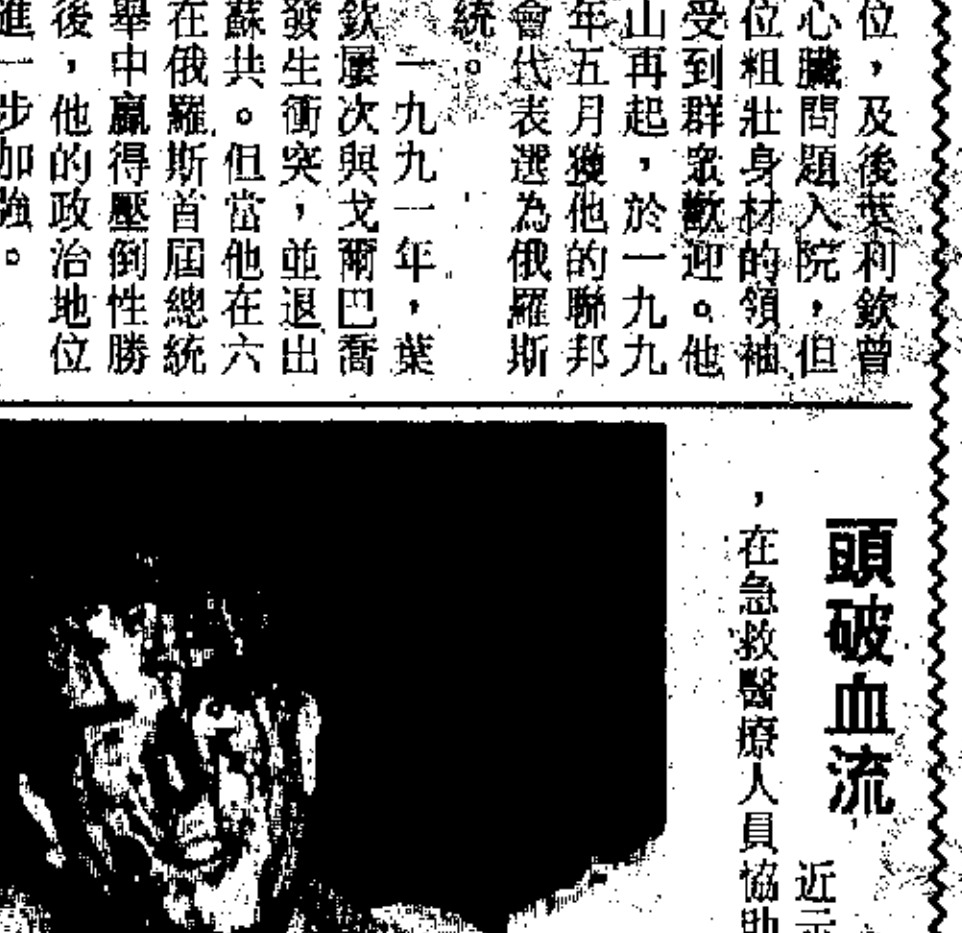 位，及後葉利欽曾
心臟問題入院，但
位粗壯身材的領袖
受到群眾歡迎。他
山再起，於一九九
年五月獲他的聯邦
會代表選為俄羅斯
統。
一九九一年，葉
欽屢次與戈爾巴喬
發生衝突，並退出
蘇共。但當他在六
在俄羅斯首屆總統
舉中贏得壓倒性勝
後，他的政治地位
進一步加強。
頭破血流
近示
，在急救醫療人員協助